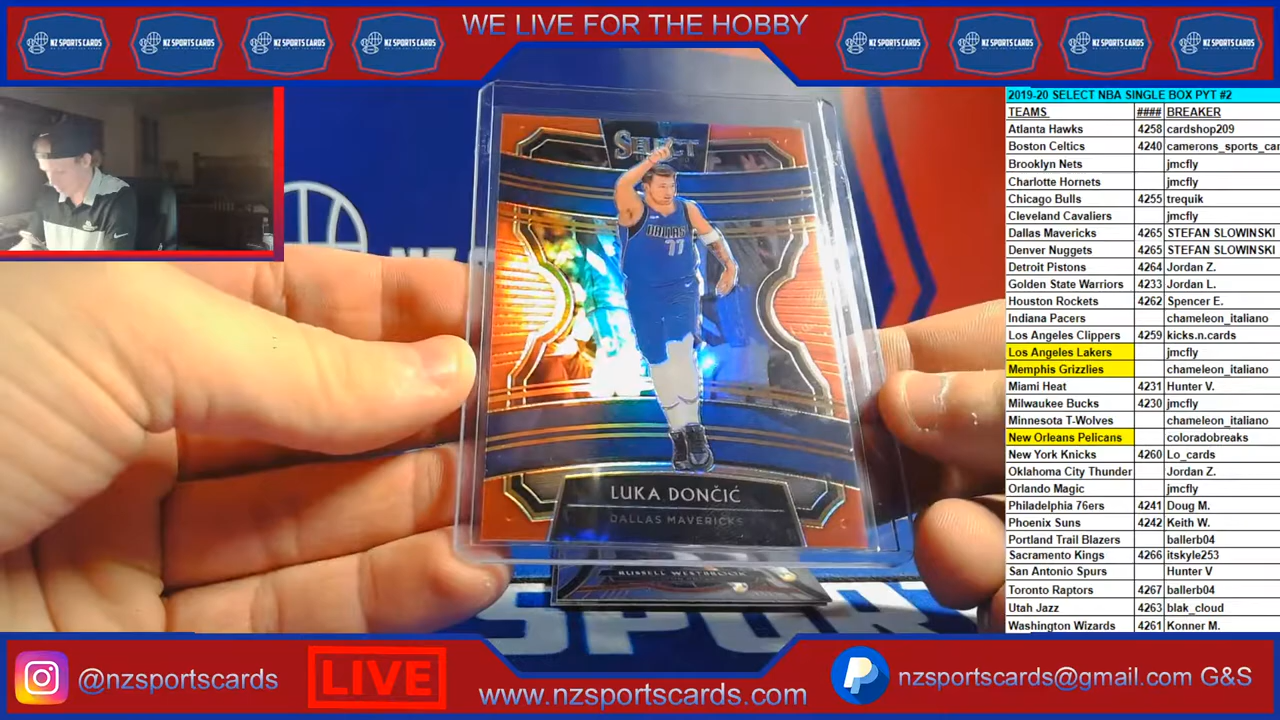 WE LIVE FOR THE HOBBY
NZ SPORTS CARDS
NZ SPORTS CARDS
NZ SPORTS CARDS
NZ SPORTS CARDS
NZ SPORTS CARDS
NZ SPORTS CARDS
NZ SPORTS CARDS
NZ SPORTS CARDS
SELECT
DALLAS
77
LUKA DONČIĆ
DALLAS MAVERICKS
RUSSELL WESTBROOK
2019-20 SELECT NBA SINGLE BOX PYT #2
TEAMS #### BREAKER
Atlanta Hawks 4258 cardshop209
Boston Celtics 4240 camerons_sports_car
Brooklyn Nets jmcfly
Charlotte Hornets jmcfly
Chicago Bulls 4255 trequik
Cleveland Cavaliers jmcfly
Dallas Mavericks 4265 STEFAN SLOWINSKI
Denver Nuggets 4265 STEFAN SLOWINSKI
Detroit Pistons 4264 Jordan Z.
Golden State Warriors 4233 Jordan L.
Houston Rockets 4262 Spencer E.
Indiana Pacers chameleon_italiano
Los Angeles Clippers 4259 kicks.n.cards
Los Angeles Lakers jmcfly
Memphis Grizzlies chameleon_italiano
Miami Heat 4231 Hunter V.
Milwaukee Bucks 4230 jmcfly
Minnesota T-Wolves chameleon_italiano
New Orleans Pelicans coloradobreaks
New York Knicks 4260 Lo_cards
Oklahoma City Thunder Jordan Z.
Orlando Magic jmcfly
Philadelphia 76ers 4241 Doug M.
Phoenix Suns 4242 Keith W.
Portland Trail Blazers ballerb04
Sacramento Kings 4266 itskyle253
San Antonio Spurs Hunter V
Toronto Raptors 4267 ballerb04
Utah Jazz 4263 blak_cloud
Washington Wizards 4261 Konner M.
@nzsportscards
LIVE
www.nzsportscards.com
nzsportscards@gmail.com G&S